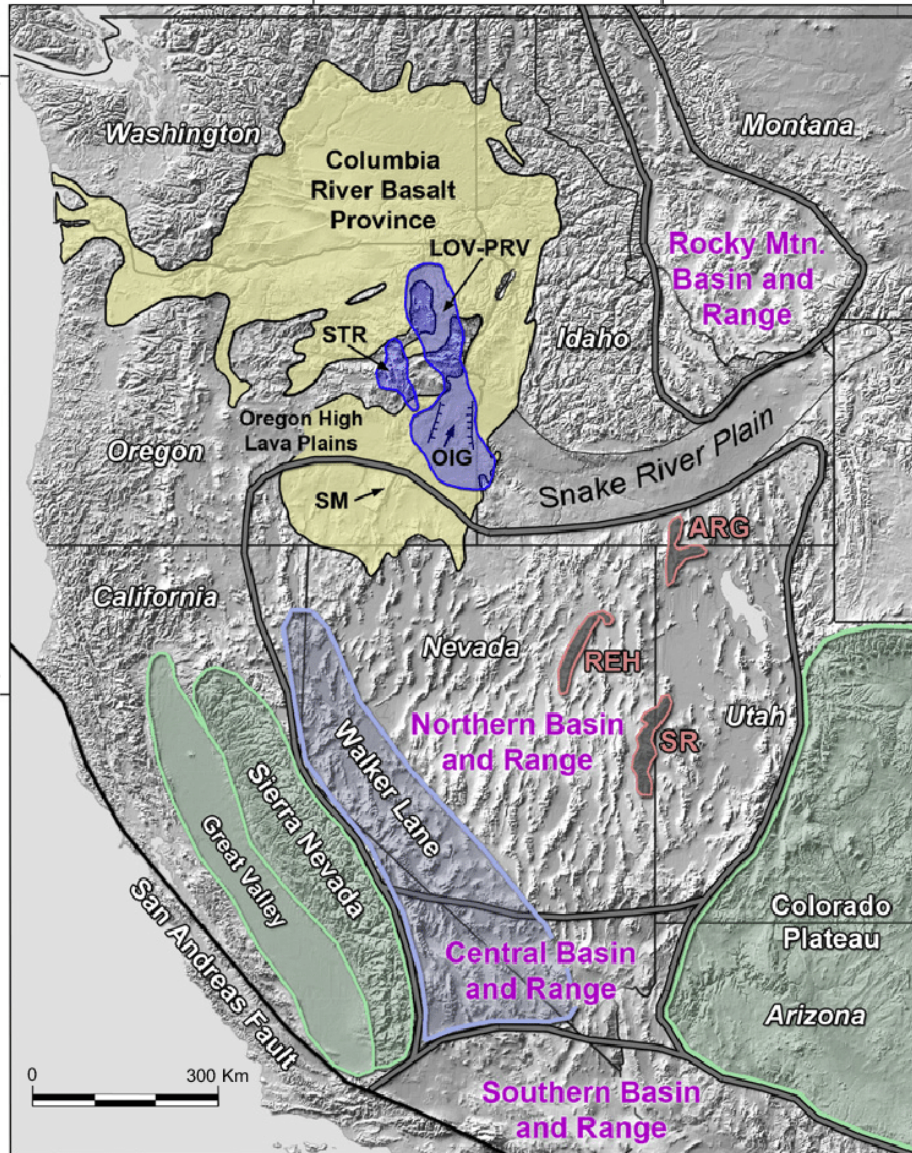 Washington
Montana
Columbia
River Basalt
Province
LOV-PRV
Rocky Mtn.
Basin and
Range
STR
Idaho
Oregon High
Lava Plains
Oregon
OIG
Snake River Plain
SM
ARG
California
Nevada
REH
Northern Basin
and Range
Utah
SR
Walker Lane
Sierra Nevada
Great Valley
San Andreas Fault
Colorado
Plateau
Central Basin
and Range
Arizona
0 300 Km
Southern Basin
and Range